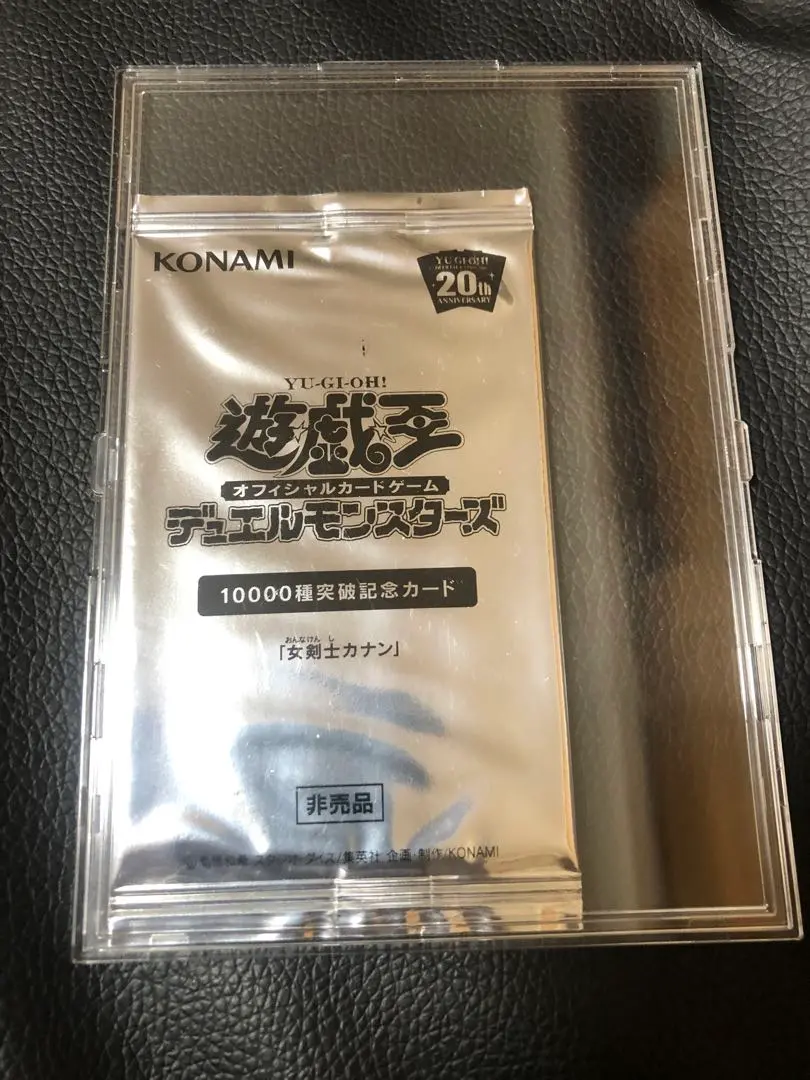 KONAMI
YU-GI-OH!
20th
ANNIVERSARY
YU-GI-OH!
遊戯王
オフィシャルカードゲーム
デュエルモンスターズ
10000種突破記念カード
おんなけんし
「女剣士カナン」
非売品
スタジオ・ダイス/集英社 企画・制作/KONAMI